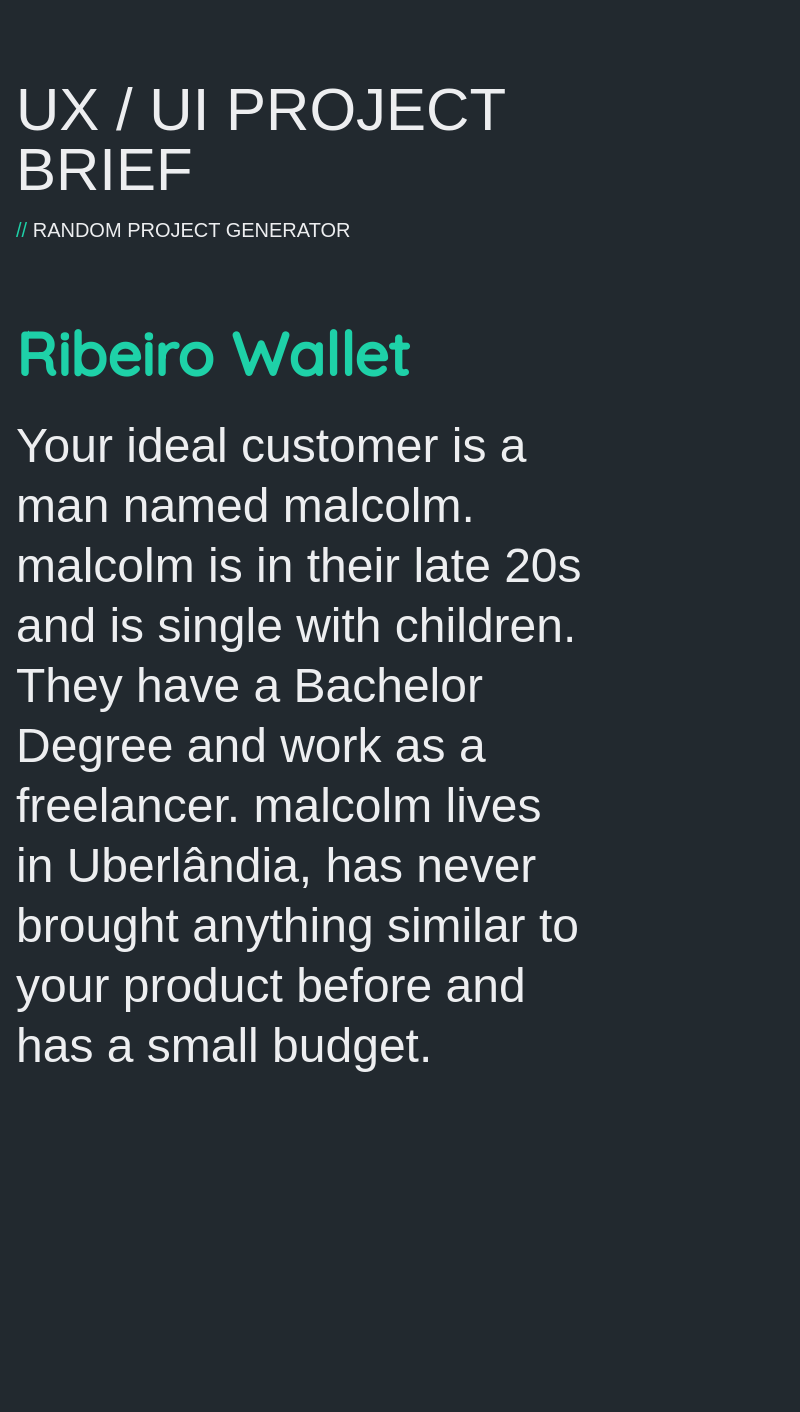 UX / UI PROJECT
BRIEF
// RANDOM PROJECT GENERATOR
Ribeiro Wallet
Your ideal customer is a
man named malcolm.
malcolm is in their late 20s
and is single with children.
They have a Bachelor
Degree and work as a
freelancer. malcolm lives
in Uberlândia, has never
brought anything similar to
your product before and
has a small budget.